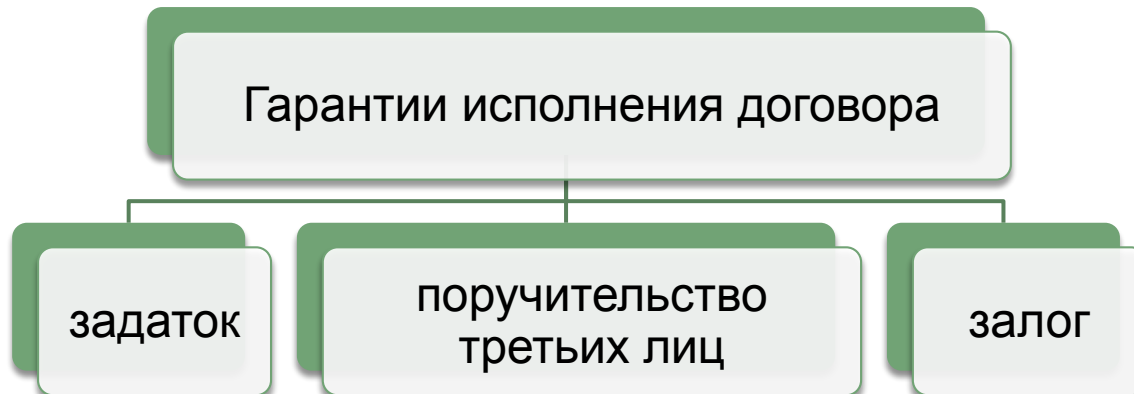 Гарантии исполнения договора
задаток
поручительство
третьих лиц
залог